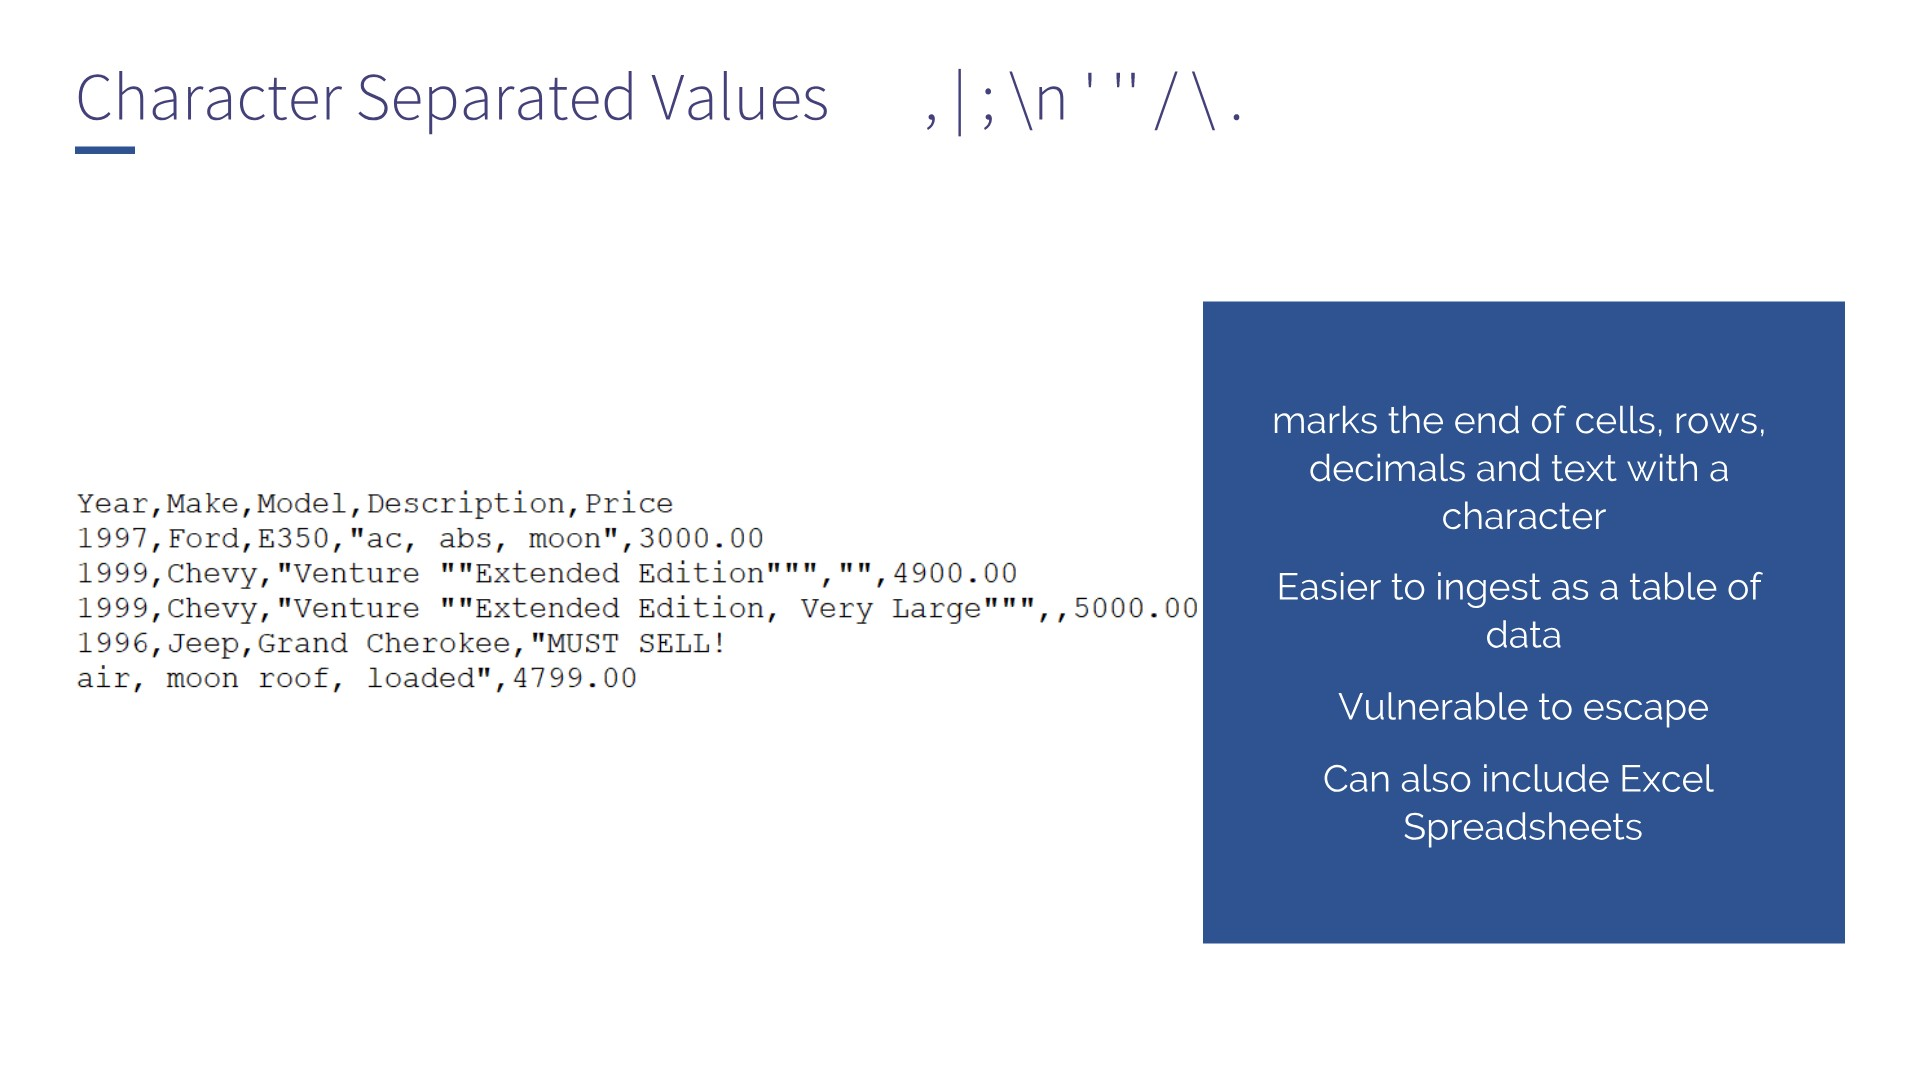 Character Separated Values , | ; \n ' " / \ .
Year,Make,Model,Description,Price
1997,Ford,E350,"ac, abs, moon",3000.00
1999,Chevy,"Venture ""Extended Edition""","",4900.00
1999,Chevy,"Venture ""Extended Edition, Very Large""",,5000.00
1996,Jeep,Grand Cherokee,"MUST SELL!
air, moon roof, loaded",4799.00
marks the end of cells, rows,
decimals and text with a
character
Easier to ingest as a table of
data
Vulnerable to escape
Can also include Excel
Spreadsheets